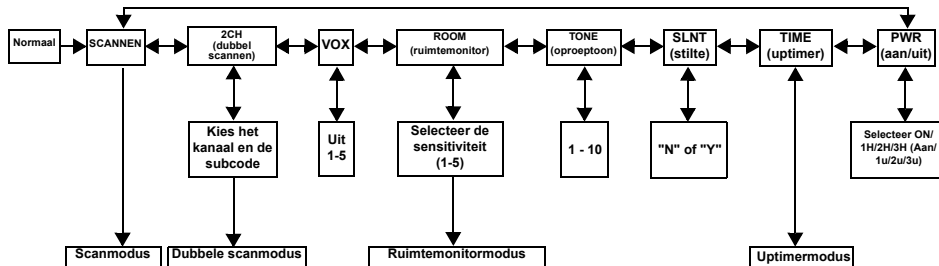 Normaal
SCANNEN
2CH
(dubbel
scannen)
VOX
ROOM
(ruimtemonitor)
TONE
(oproeptoon)
SLNT
(stilte)
TIME
(uptimer)
PWR
(aan/uit)
Kies het
kanaal en de
subcode
Uit
1-5
Selecteer de
sensitiviteit
(1-5)
1 - 10
"N" of "Y"
Selecteer ON/
1H/2H/3H (Aan/
1u/2u/3u)
Scanmodus
Dubbele scanmodus
Ruimtemonitormodus
Uptimermodus